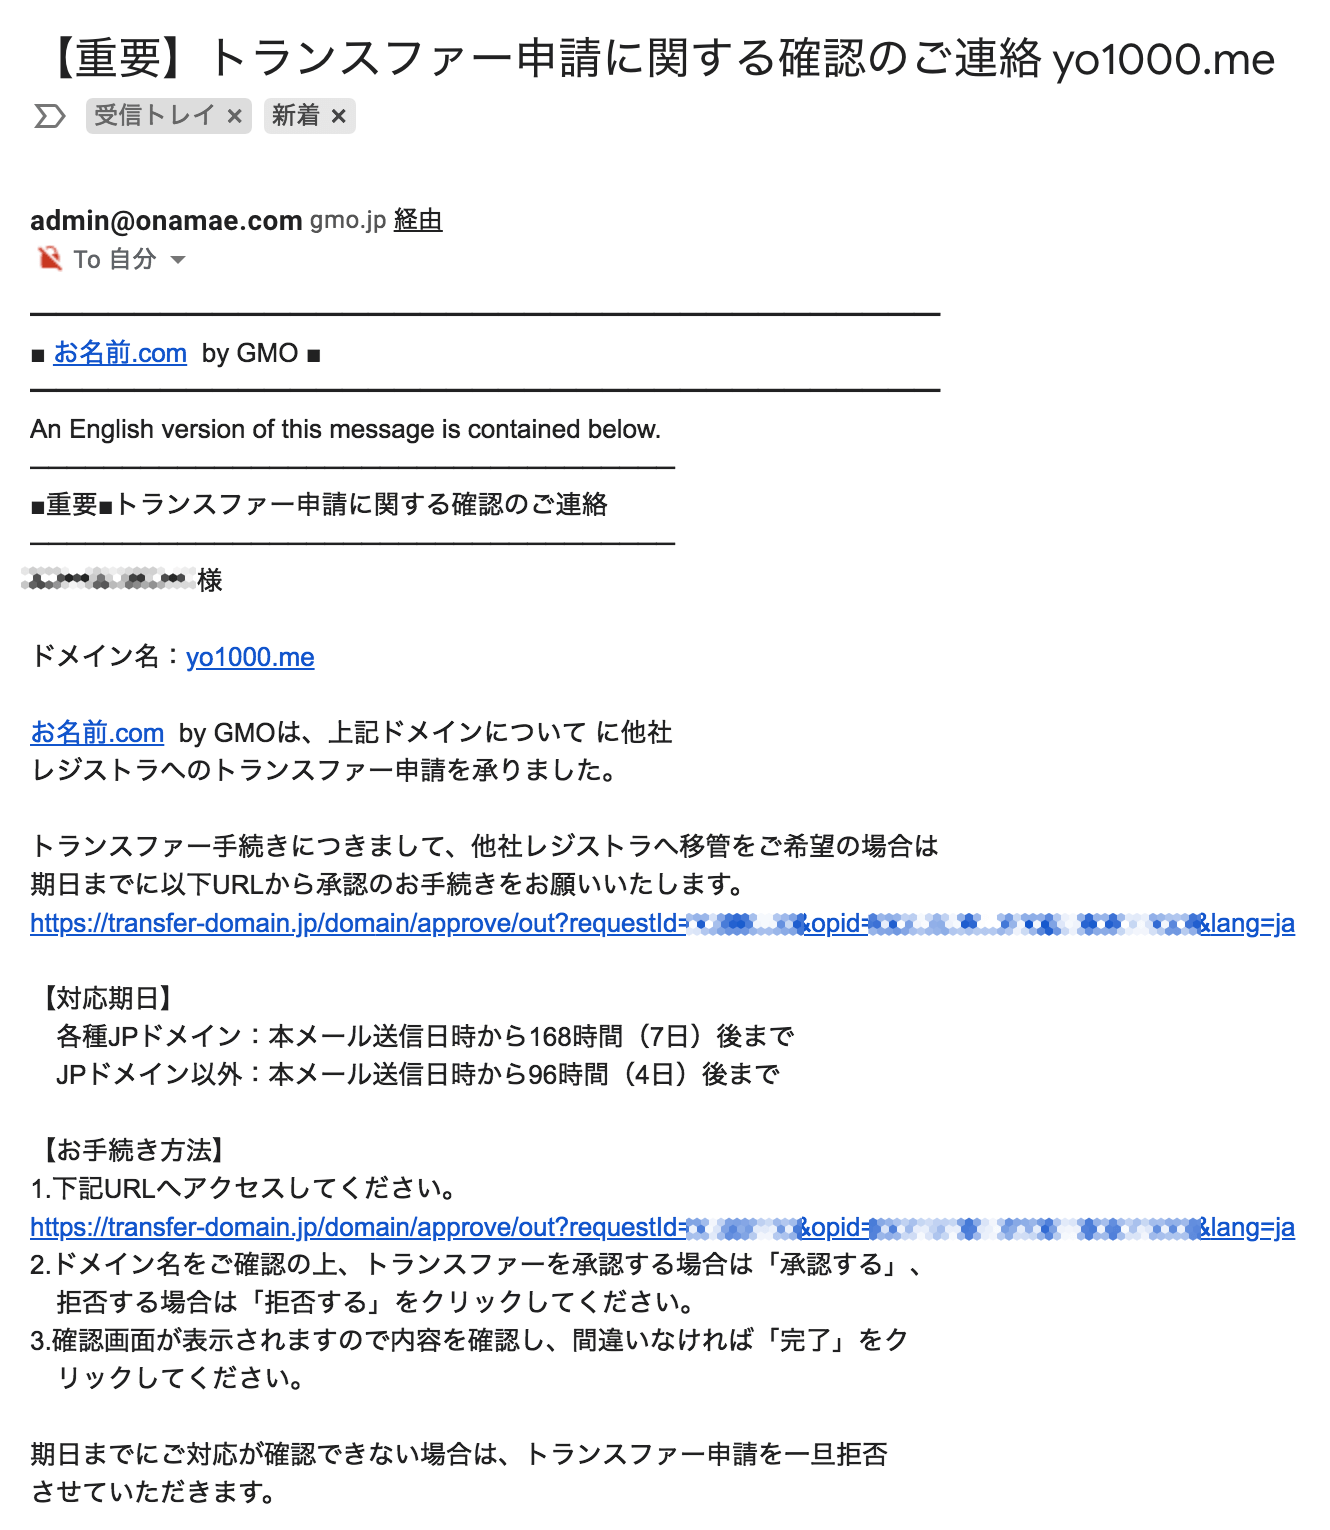 【重要】トランスファー申請に関する確認のご連絡 yo1000.me
受信トレイ × 新着 ×
admin@onamae.com gmo.jp 経由
To 自分
■ お名前.com by GMO ■
An English version of this message is contained below.
■重要■トランスファー申請に関する確認のご連絡
様
ドメイン名：yo1000.me
お名前.com by GMOは、上記ドメインについて に他社
レジストラへのトランスファー申請を承りました。
トランスファー手続きにつきまして、他社レジストラへ移管をご希望の場合は
期日までに以下URLから承認のお手続きをお願いいたします。
https://transfer-domain.jp/domain/approve/out?requestId= &opid= &lang=ja
【対応期日】
各種JPドメイン：本メール送信日時から168時間（7日）後まで
JPドメイン以外：本メール送信日時から96時間（4日）後まで
【お手続き方法】
1.下記URLへアクセスしてください。
https://transfer-domain.jp/domain/approve/out?requestId= &opid= &lang=ja
2.ドメイン名をご確認の上、トランスファーを承認する場合は「承認する」、
拒否する場合は「拒否する」をクリックしてください。
3.確認画面が表示されますので内容を確認し、間違いなければ「完了」をク
リックしてください。
期日までにご対応が確認できない場合は、トランスファー申請を一旦拒否
させていただきます。